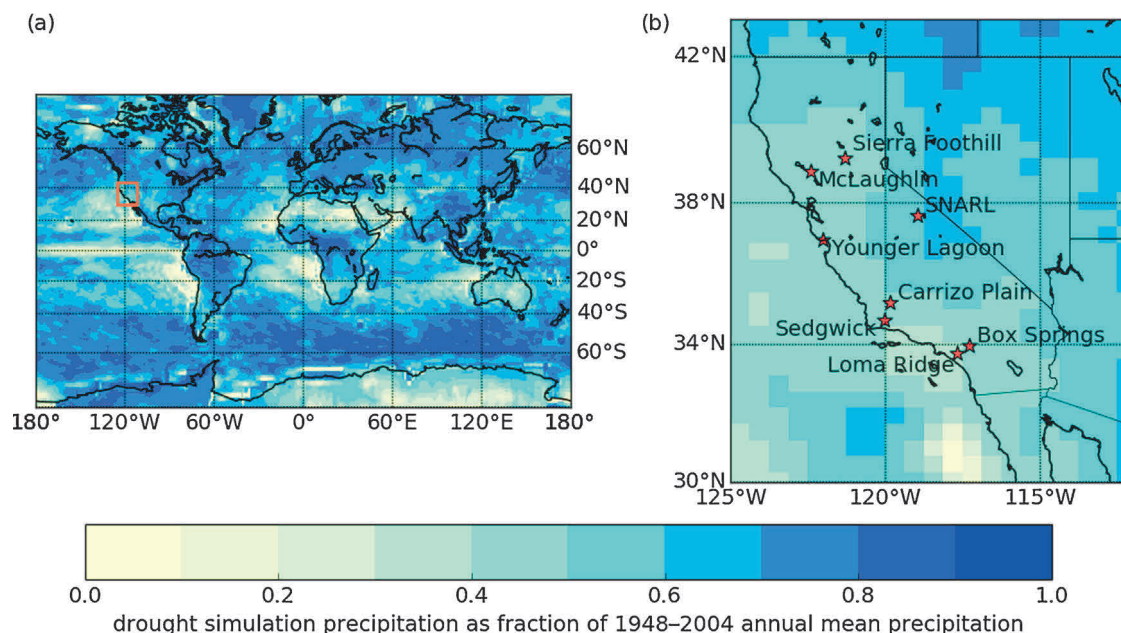 (a)
(b)
60°N
40°N
20°N
0°
20°S
40°S
60°S
180° 120°W 60°W 0° 60°E 120°E 180°
42°N
38°N
34°N
30°N
125°W 120°W 115°W
Sierra Foothill
McLaughlin
SNARL
Younger Lagoon
Carrizo Plain
Sedgwick
Box Springs
Loma Ridge
0.0 0.2 0.4 0.6 0.8 1.0
drought simulation precipitation as fraction of 1948–2004 annual mean precipitation